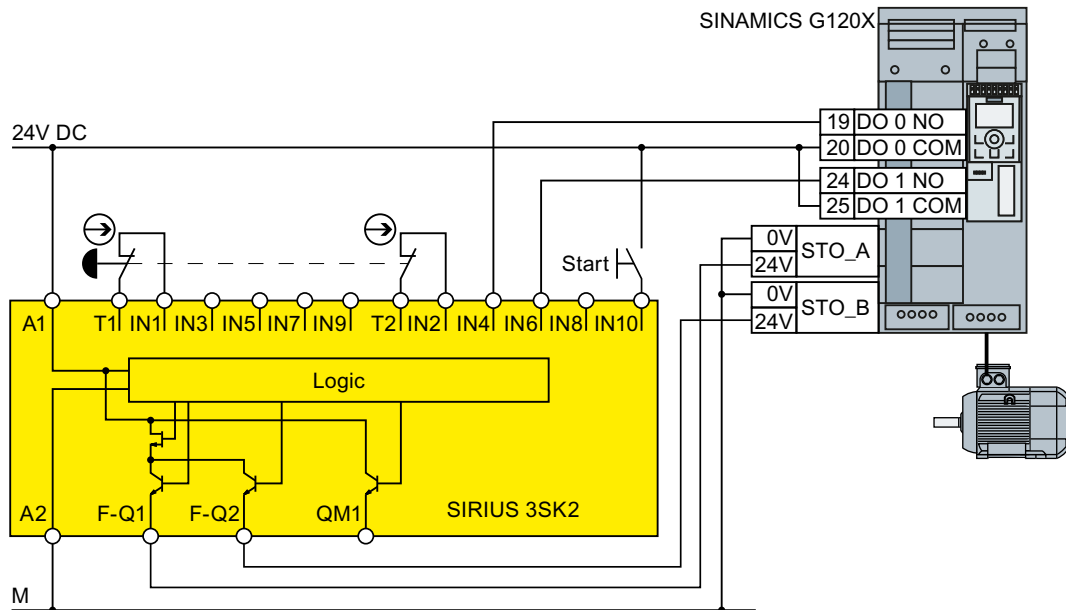 SINAMICS G120X
19 DO 0 NO
24V DC
20 DO 0 COM
24 DO 1 NO
25 DO 1 COM
0V
STO_A
24V
Start
0V
STO_B
24V
A1 T1 IN1 IN3 IN5 IN7 IN9 T2 IN2 IN4 IN6 IN8 IN10
Logic
A2 F-Q1 F-Q2 QM1 SIRIUS 3SK2
M